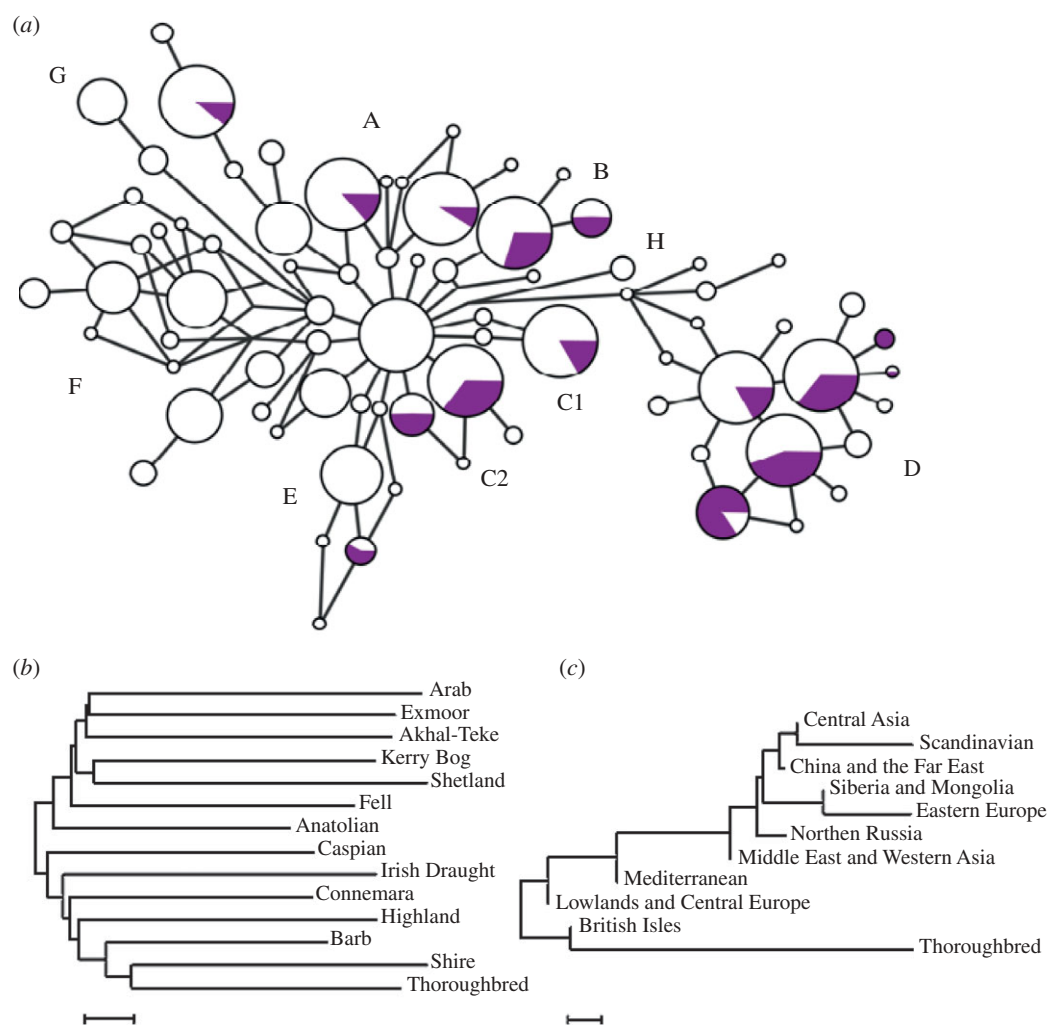 (a)
G
A
B
H
F
C1
C2
D
E
(b)
(c)
Arab
Exmoor
Akhal-Teke
Kerry Bog
Shetland
Fell
Anatolian
Caspian
Irish Draught
Connemara
Highland
Barb
Shire
Thoroughbred
Central Asia
Scandinavian
China and the Far East
Siberia and Mongolia
Eastern Europe
Northen Russia
Middle East and Western Asia
Mediterranean
Lowlands and Central Europe
British Isles
Thoroughbred